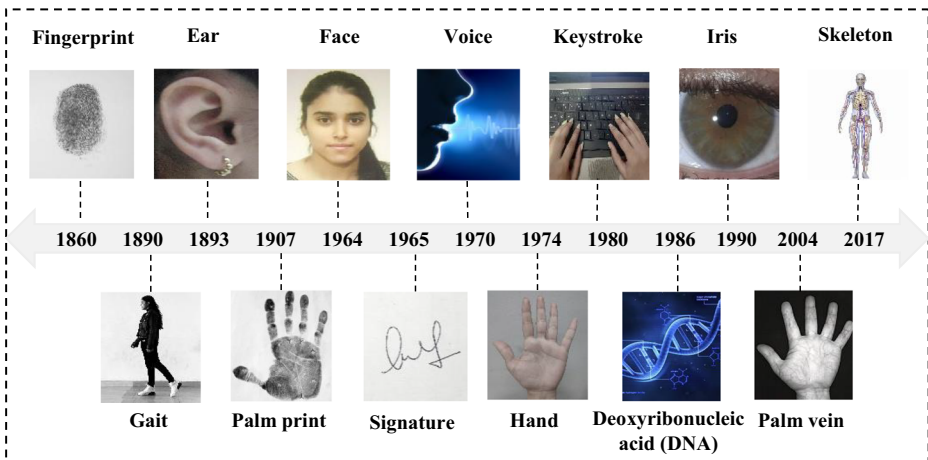 Fingerprint
Ear
Face
Voice
Keystroke
Iris
Skeleton
1860 1890 1893 1907 1964 1965 1970 1974 1980 1986 1990 2004 2017
Gait
Palm print
Signature
Hand
Deoxyribonucleic
acid (DNA)
Palm vein